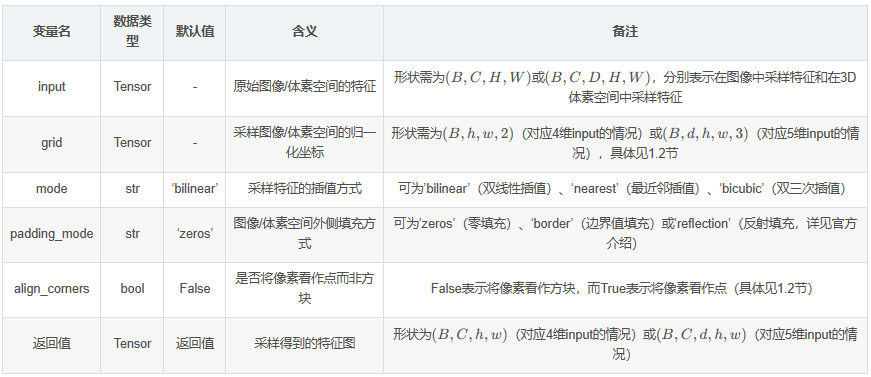 变量名 数据类型 默认值 含义 备注
input Tensor - 原始图像/体素空间的特征 形状需为(B, C, H, W)或(B, C, D, H, W)，分别表示在图像中采样特征和在3D体素空间中采样特征
grid Tensor - 采样图像/体素空间的归一化坐标 形状需为(B, h, w, 2)（对应4维input的情况）或(B, d, h, w, 3)（对应5维input的情况），具体见1.2节
mode str ‘bilinear’ 采样特征的插值方式 可为’bilinear’（双线性插值）、‘nearest’（最近邻插值）、‘bicubic’（双三次插值）
padding_mode str ‘zeros’ 图像/体素空间外侧填充方式 可为’zeros’（零填充）、‘border’（边界值填充）或’reflection’（反射填充，详见官方介绍）
align_corners bool False 是否将像素看作点而非方块 False表示将像素看作方块，而True表示将像素看作点（具体见1.2节）
返回值 Tensor 返回值 采样得到的特征图 形状为(B, C, h, w)（对应4维input的情况）或(B, C, d, h, w)（对应5维input的情况）